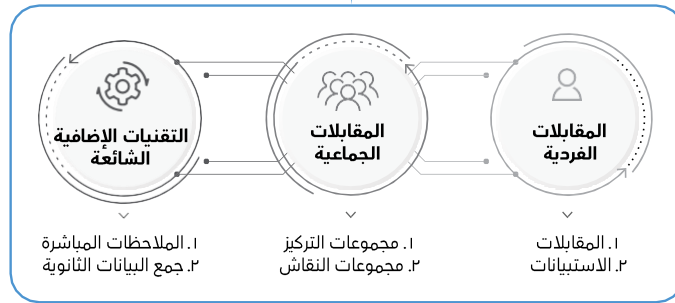 المقابلات
الفردية
١. المقابلات
٢. الاستبيانات
المقابلات
الجماعية
١. مجموعات التركيز
٢. مجموعات النقاش
التقنيات الإضافية
الشائعة
١. الملاحظات المباشرة
٢. جمع البيانات الثانوية